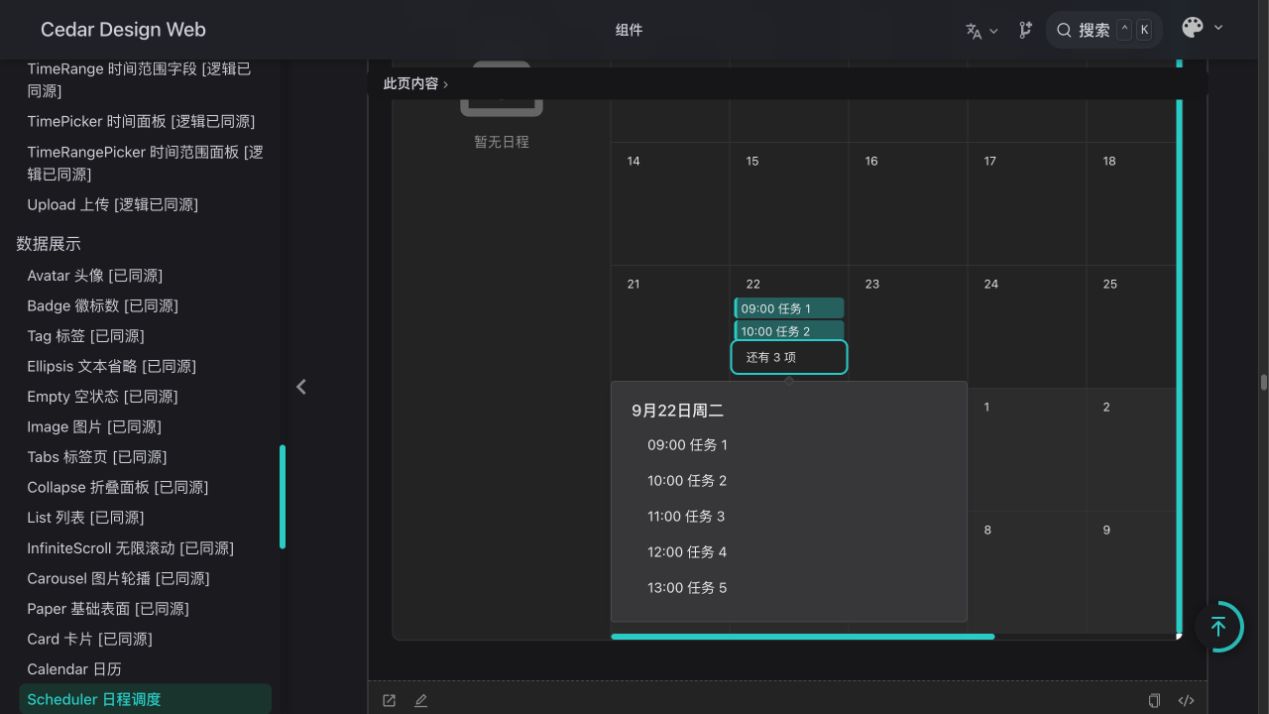 Cedar Design Web
组件
搜索 ^ K
TimeRange 时间范围字段 [逻辑已
同源]
TimePicker 时间面板 [逻辑已同源]
TimeRangePicker 时间范围面板 [逻
辑已同源]
Upload 上传 [逻辑已同源]
数据展示
Avatar 头像 [已同源]
Badge 徽标数 [已同源]
Tag 标签 [已同源]
Ellipsis 文本省略 [已同源]
Empty 空状态 [已同源]
Image 图片 [已同源]
Tabs 标签页 [已同源]
Collapse 折叠面板 [已同源]
List 列表 [已同源]
InfiniteScroll 无限滚动 [已同源]
Carousel 图片轮播 [已同源]
Paper 基础表面 [已同源]
Card 卡片 [已同源]
Calendar 日历
Scheduler 日程调度
此页内容 ›
暂无日程
14 15 16 17 18
21 22 23 24 25
09:00 任务 1
10:00 任务 2
还有 3 项
9月22日周二
09:00 任务 1
10:00 任务 2
11:00 任务 3
12:00 任务 4
13:00 任务 5
1 2
8 9